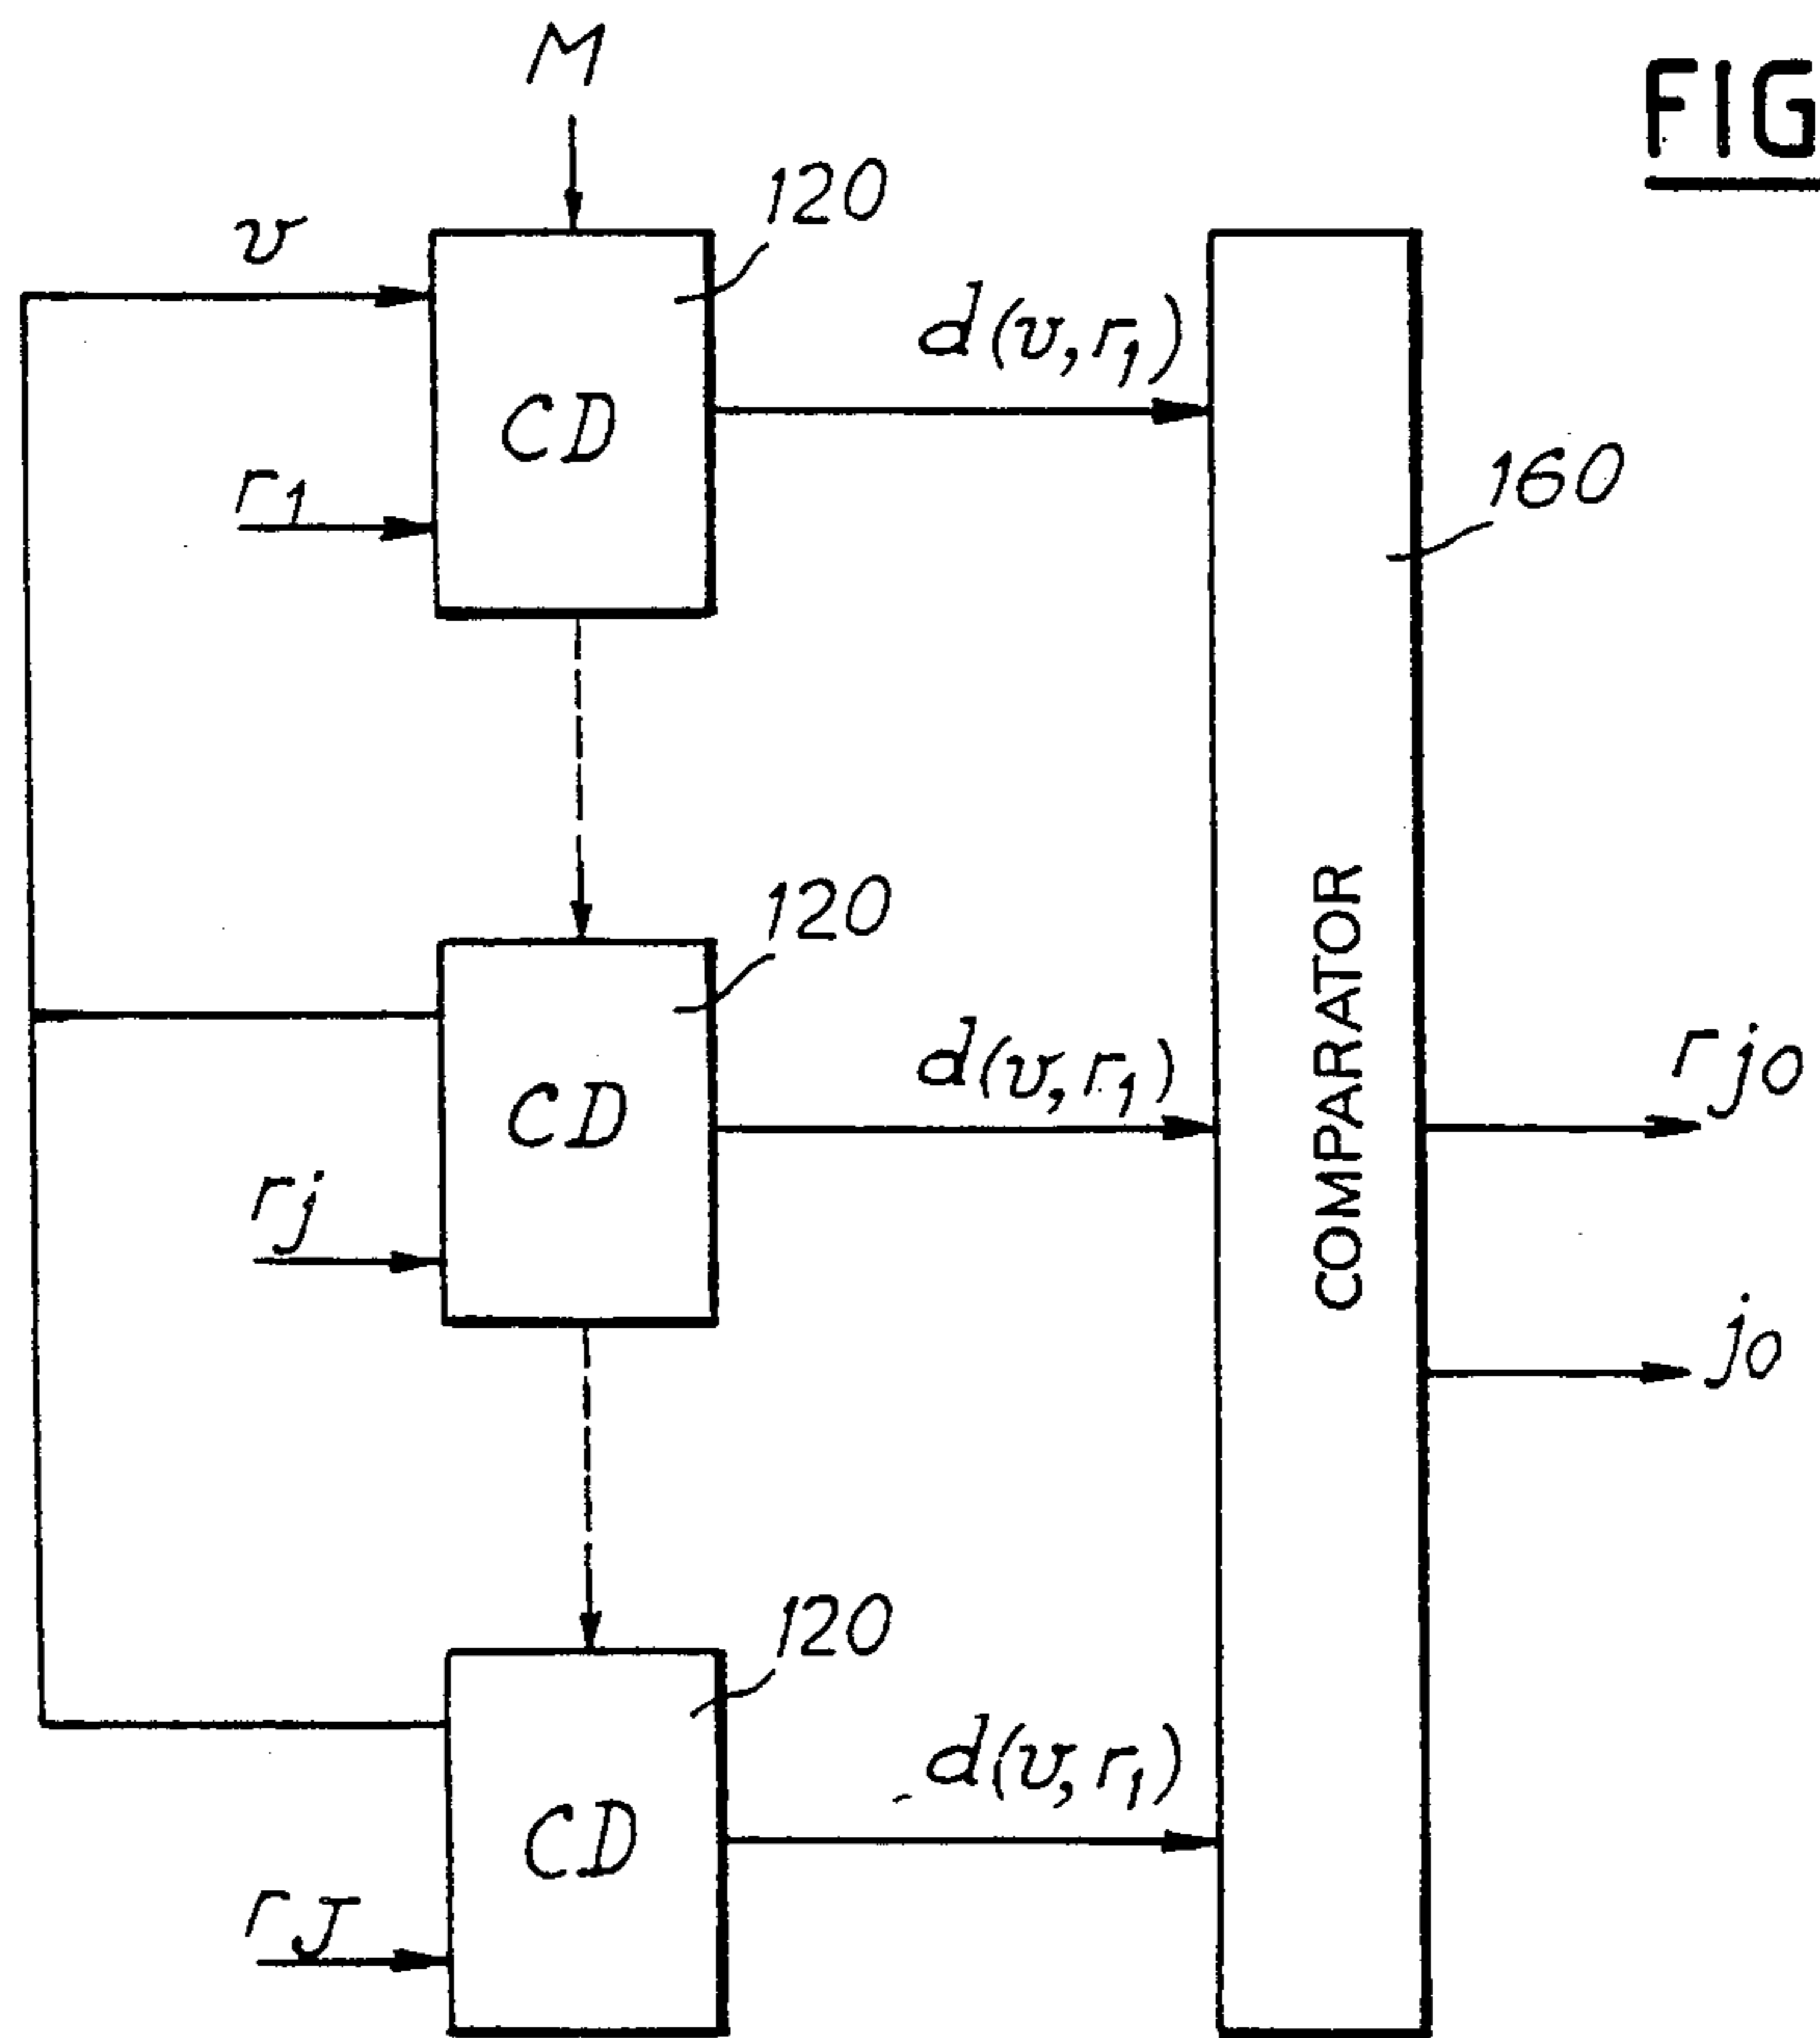 M
FIG
120
v
d(v,r1)
CD
160
r1
120
COMPARATOR
rjo
d(v,r1)
CD
rj
jo
120
d(v,r1)
CD
rJ